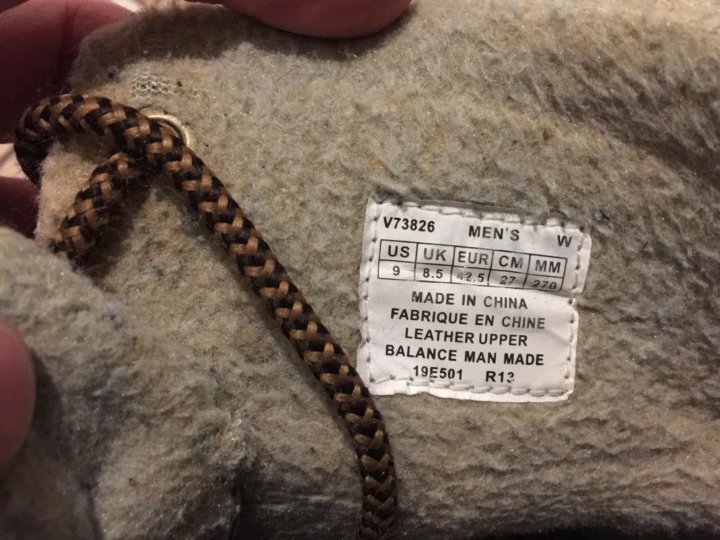 V73826 MEN'S W
US UK EUR CM MM
9 8.5 42.5 27 270
MADE IN CHINA
FABRIQUE EN CHINE
LEATHER UPPER
BALANCE MAN MADE
19E501 R13